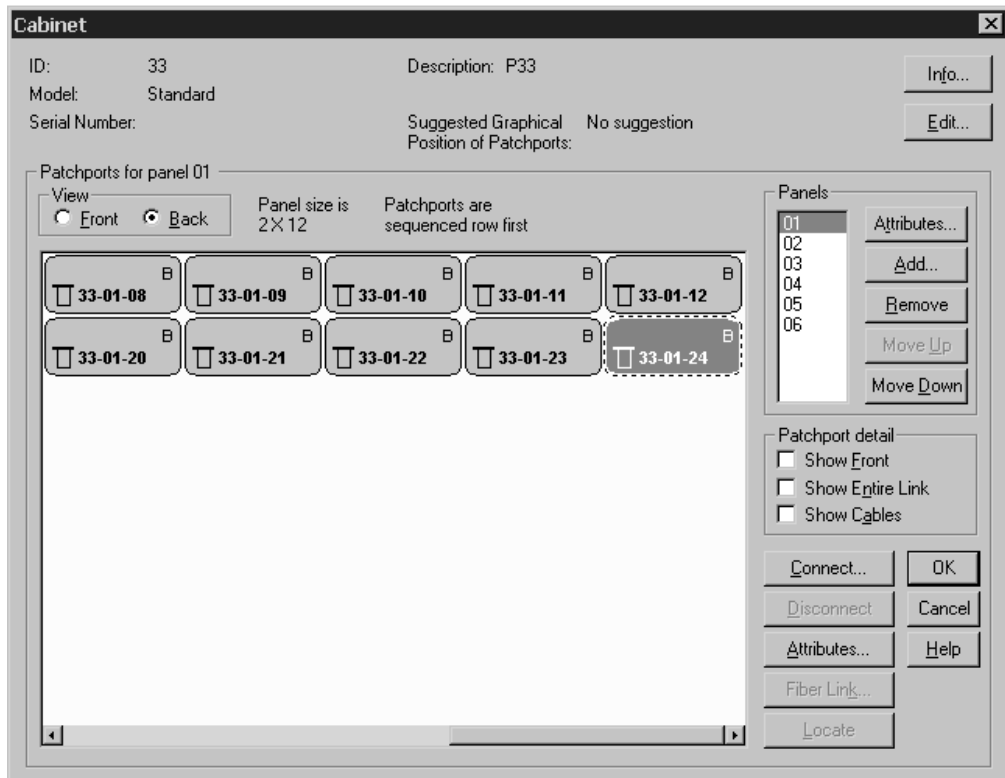 Cabinet
ID: 33 Description: P33 Info...
Model: Standard
Serial Number: Suggested Graphical Position of Patchports: No suggestion Edit...
Patchports for panel 01
View
Front Back
Panel size is 2X12
Patchports are sequenced row first
B B B B B
33-01-08 33-01-09 33-01-10 33-01-11 33-01-12
B B B B B
33-01-20 33-01-21 33-01-22 33-01-23 33-01-24
Panels
01
02
03
04
05
06
Attributes...
Add...
Remove
Move Up
Move Down
Patchport detail
Show Front
Show Entire Link
Show Cables
Connect... OK
Disconnect Cancel
Attributes... Help
Fiber Link...
Locate